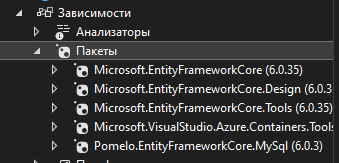 Зависимости
Анализаторы
Пакеты
Microsoft.EntityFrameworkCore (6.0.35)
Microsoft.EntityFrameworkCore.Design (6.0.3
Microsoft.EntityFrameworkCore.Tools (6.0.35)
Microsoft.VisualStudio.Azure.Containers.Tools
Pomelo.EntityFrameworkCore.MySql (6.0.3)